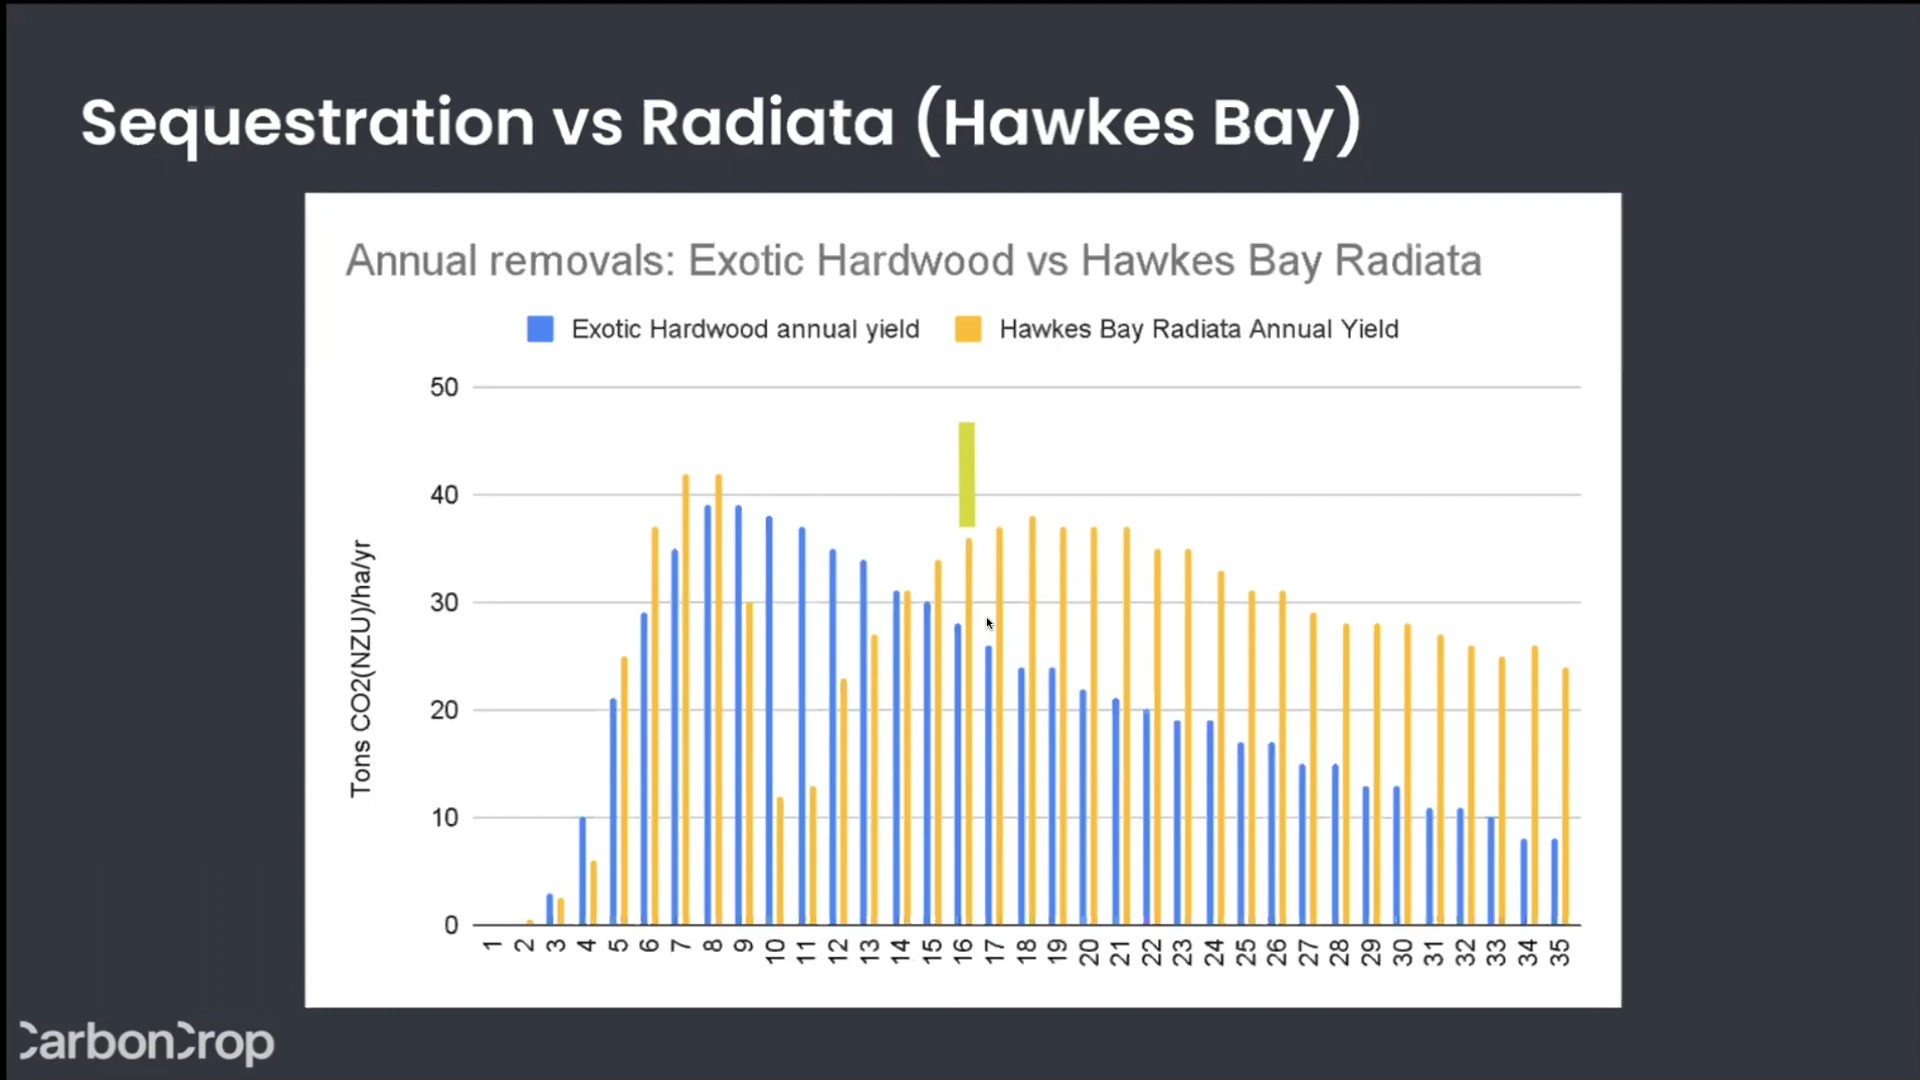 Sequestration vs Radiata (Hawkes Bay)
Annual removals: Exotic Hardwood vs Hawkes Bay Radiata
Exotic Hardwood annual yield Hawkes Bay Radiata Annual Yield
Tons CO2(NZU)/ha/yr
50
40
30
20
10
0
1 2 3 4 5 6 7 8 9 10 11 12 13 14 15 16 17 18 19 20 21 22 23 24 25 26 27 28 29 30 31 32 33 34 35
CarbonCrop